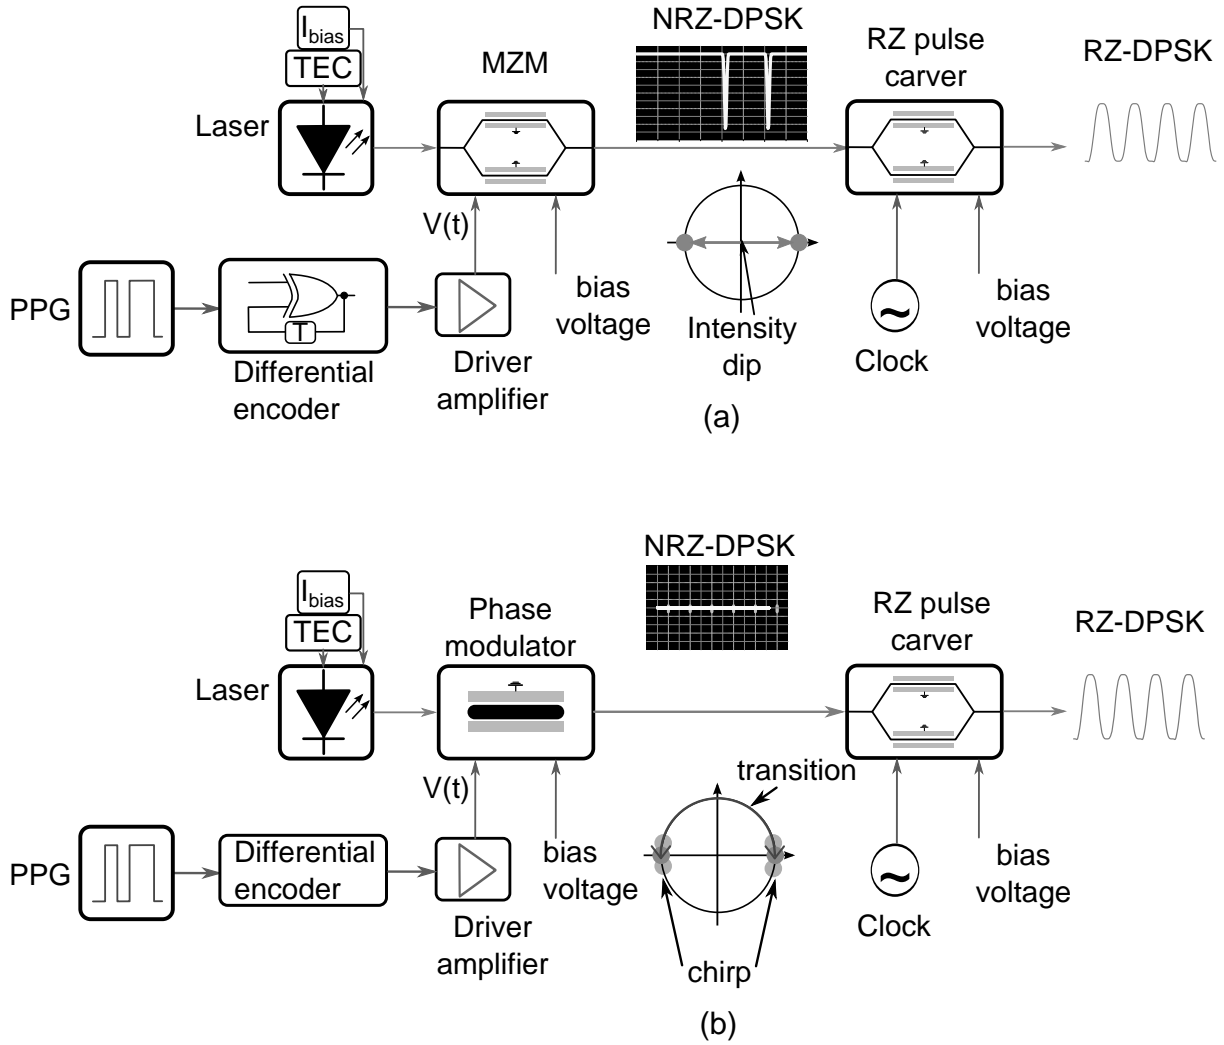 I_bias
TEC
Laser
MZM
NRZ-DPSK
RZ pulse
carver
RZ-DPSK
V(t)
PPG
T
Differential
encoder
Driver
amplifier
bias
voltage
Intensity
dip
~
Clock
bias
voltage
(a)
I_bias
TEC
Laser
Phase
modulator
NRZ-DPSK
RZ pulse
carver
RZ-DPSK
V(t)
PPG
Differential
encoder
Driver
amplifier
bias
voltage
transition
chirp
~
Clock
bias
voltage
(b)